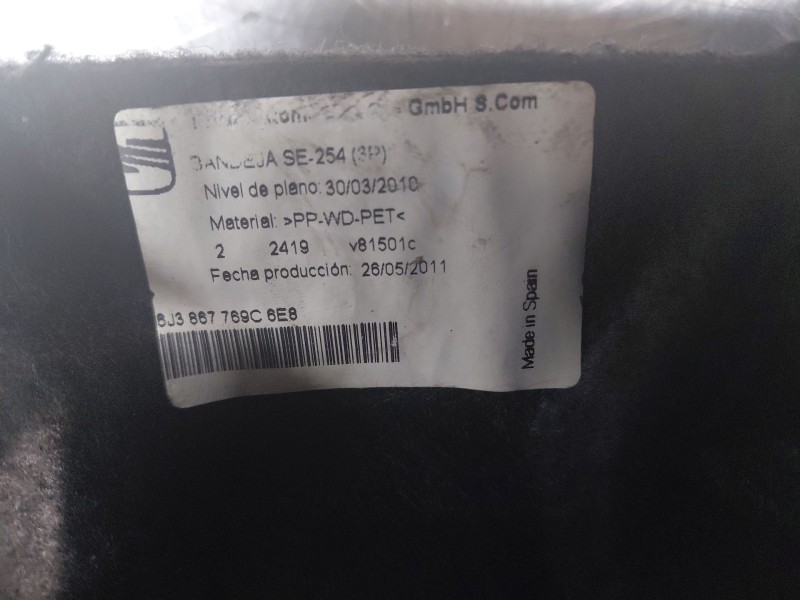 GmbH S.Com
BANDEJA SE-254 (3P)
Nivel de plano: 30/03/2010
Material: >PP-WD-PET<
2 2419 v81501c
Fecha producción: 26/05/2011
6J3 867 769C 6E8
Made in Spain